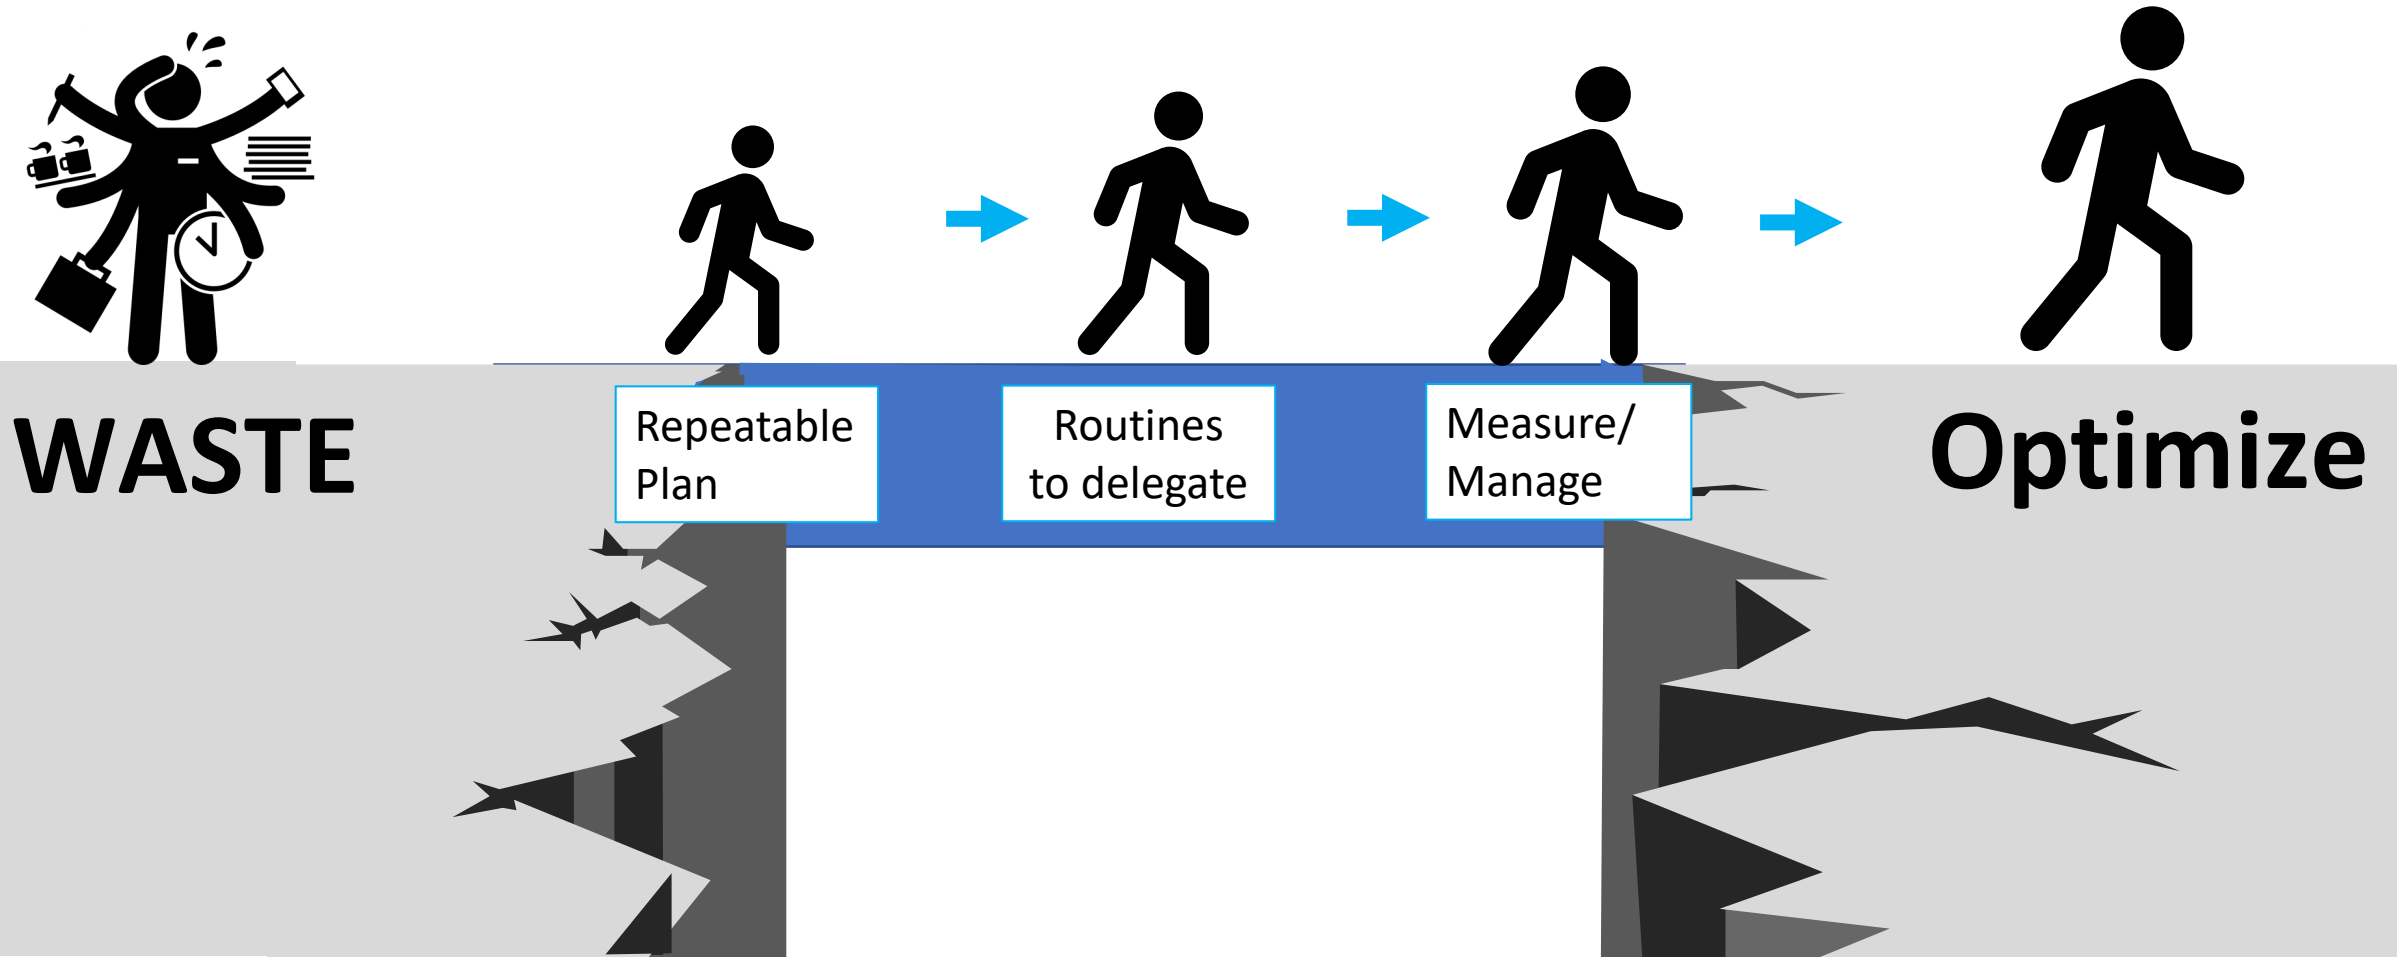 WASTE
Repeatable
Plan
Routines
to delegate
Measure/
Manage
Optimize